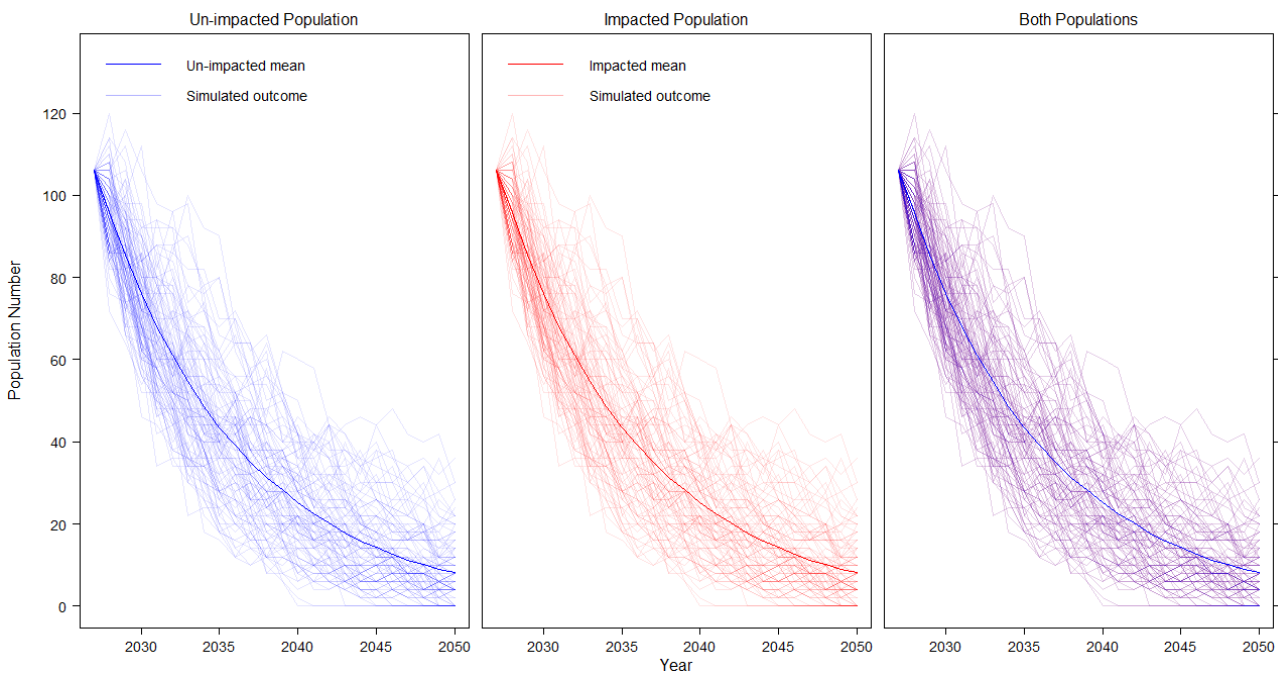 Un-impacted Population
Impacted Population
Both Populations
Un-impacted mean
Simulated outcome
Impacted mean
Simulated outcome
Population Number
120
100
80
60
40
20
0
2030
2035
2040
2045
2050
2030
2035
2040
2045
2050
2030
2035
2040
2045
2050
Year